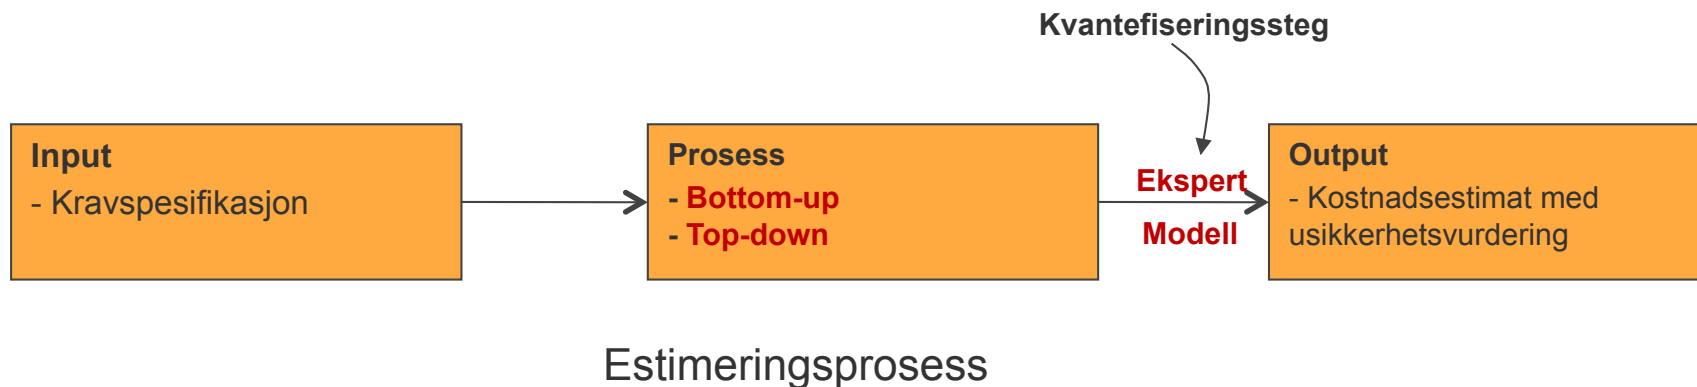 Kvantefiseringssteg
Input
- Kravspesifikasjon
Prosess
- Bottom-up
- Top-down
Ekspert
Modell
Output
- Kostnadsestimat med
usikkerhetsvurdering
Estimeringsprosess